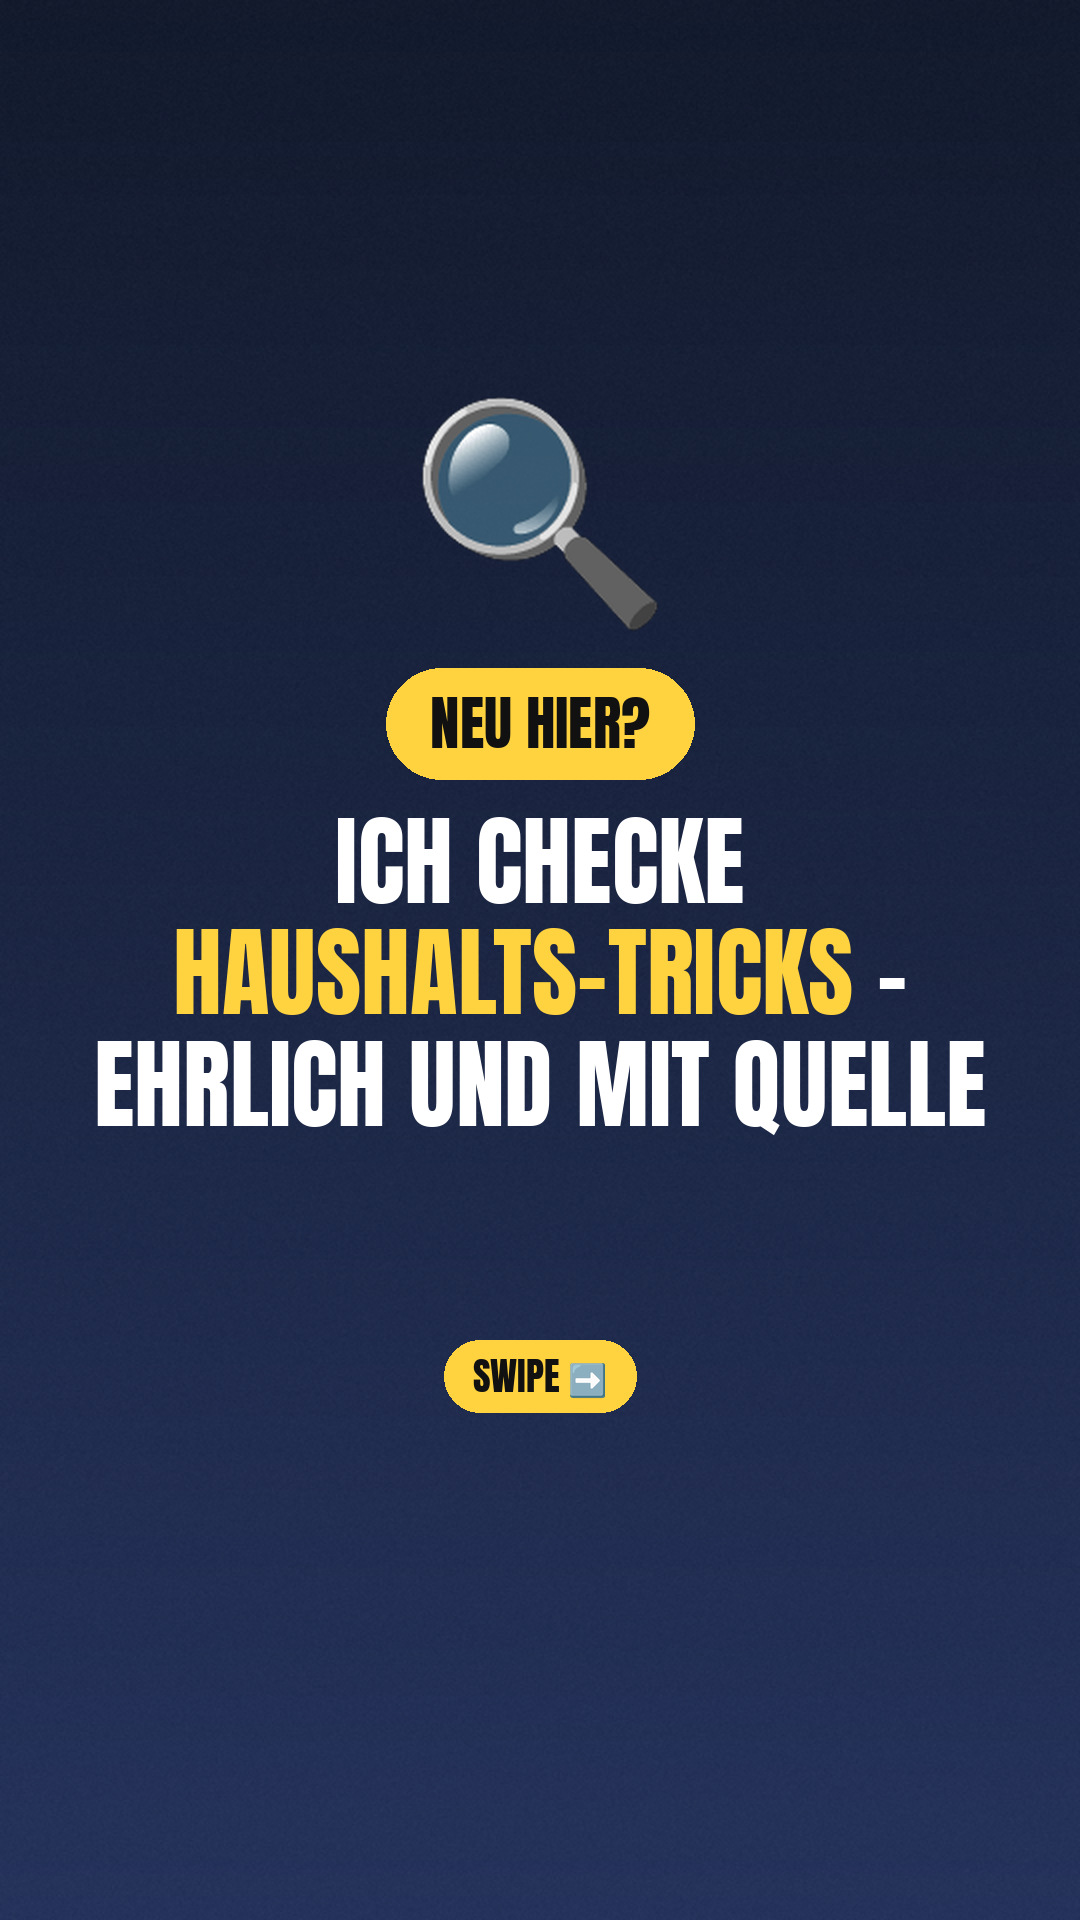 NEU HIER?
ICH CHECKE
HAUSHALTS-TRICKS -
EHRLICH UND MIT QUELLE
SWIPE ➡️